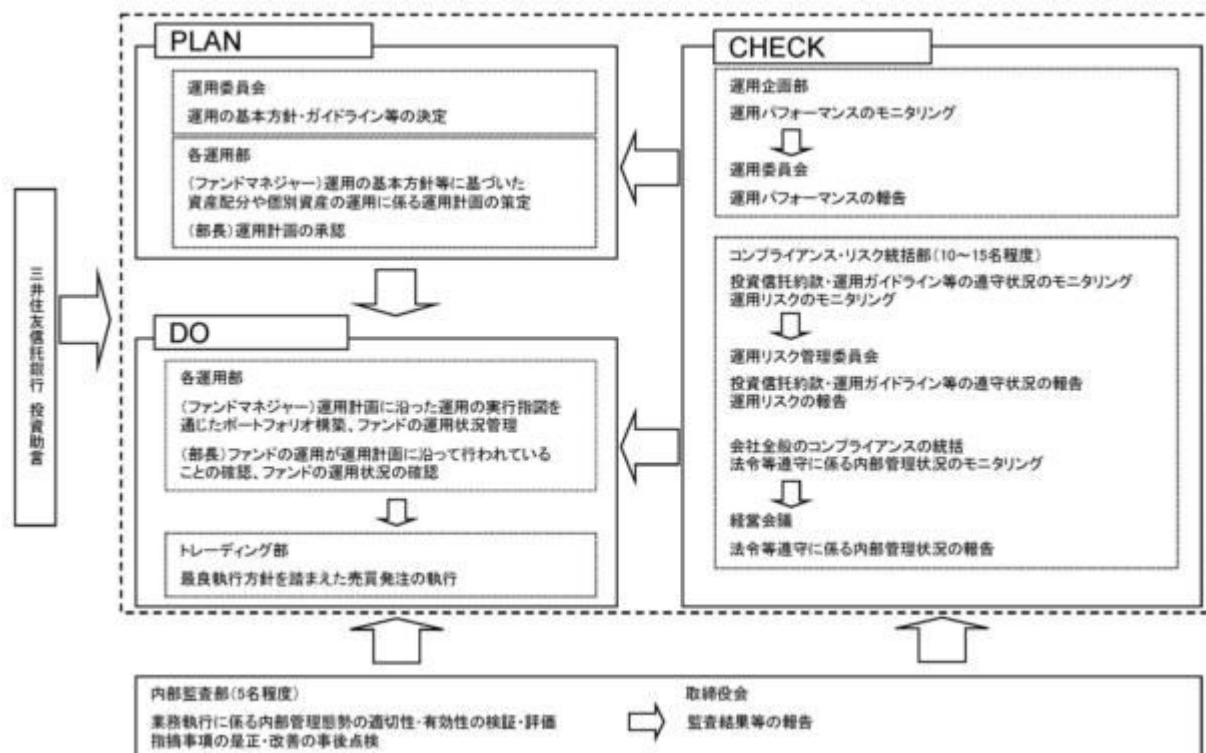 三井住友信託銀行 投資助言
PLAN
運用委員会
運用の基本方針・ガイドライン等の決定
各運用部
(ファンドマネジャー)運用の基本方針等に基づいた
資産配分や個別資産の運用に係る運用計画の策定
(部長)運用計画の承認
DO
各運用部
(ファンドマネジャー)運用計画に沿った運用の実行指図を
通じたポートフォリオ構築、ファンドの運用状況管理
(部長)ファンドの運用が運用計画に沿って行われている
ことの確認、ファンドの運用状況の確認
トレーディング部
最良執行方針を踏まえた売買発注の執行
CHECK
運用企画部
運用パフォーマンスのモニタリング
運用委員会
運用パフォーマンスの報告
コンプライアンス・リスク統括部(10～15名程度)
投資信託約款・運用ガイドライン等の遵守状況のモニタリング
運用リスクのモニタリング
運用リスク管理委員会
投資信託約款・運用ガイドライン等の遵守状況の報告
運用リスクの報告
会社全般のコンプライアンスの統括
法令等遵守に係る内部管理状況のモニタリング
経営会議
法令等遵守に係る内部管理状況の報告
内部監査部(5名程度)
業務執行に係る内部管理態勢の適切性・有効性の検証・評価
指摘事項の是正・改善の事後点検
取締役会
監査結果等の報告